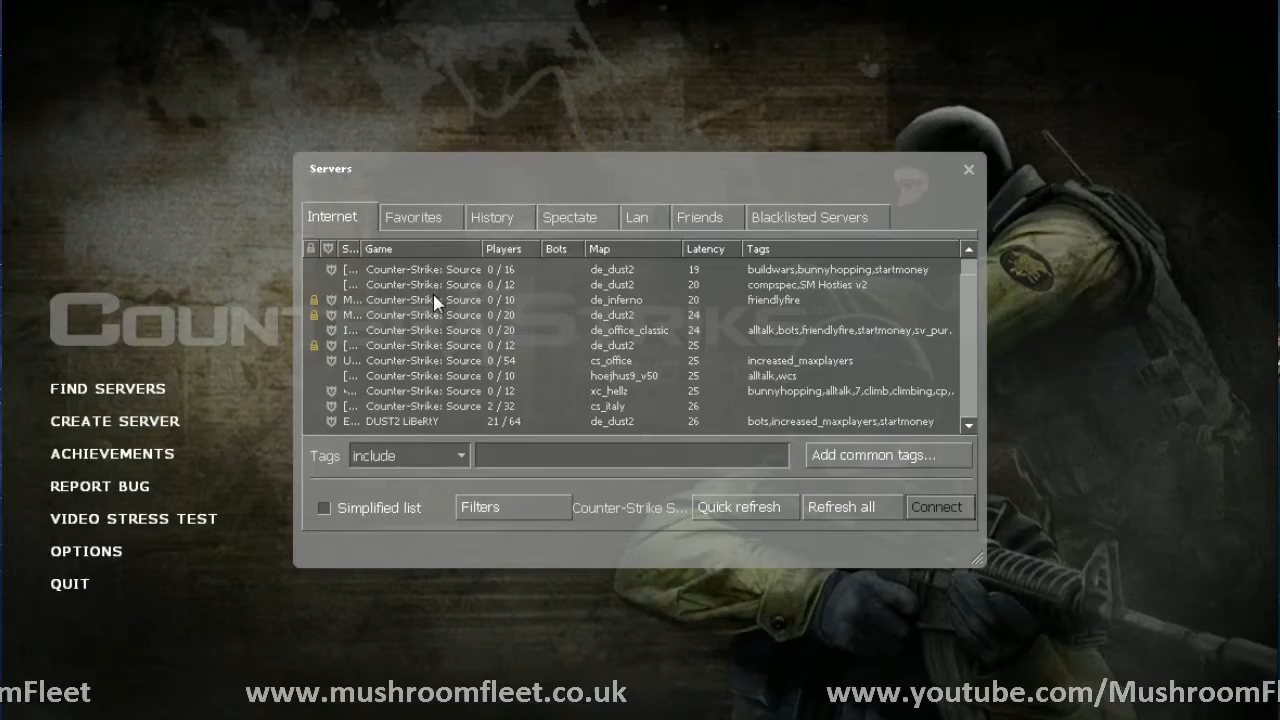 Servers
Internet Favorites History Spectate Lan Friends Blacklisted Servers
S... Game Players Bots Map Latency Tags
[... Counter-Strike: Source 0 / 16 de_dust2 19 buildwars,bunnyhopping,startmoney
[... Counter-Strike: Source 0 / 12 de_dust2 20 compspec,SM Hosties v2
M... Counter-Strike: Source 0 / 10 de_inferno 20 friendlyfire
M... Counter-Strike: Source 0 / 20 de_dust2 24
I... Counter-Strike: Source 0 / 20 de_office_classic 24 alltalk,bots,friendlyfire,startmoney,sv_pur.
[... Counter-Strike: Source 0 / 12 de_dust2 25
U... Counter-Strike: Source 0 / 54 cs_office 25 increased_maxplayers
[... Counter-Strike: Source 0 / 10 hoejhus9_v50 25 alltalk,wcs
Counter-Strike: Source 0 / 12 xc_hellz 25 bunnyhopping,alltalk,7,climb,climbing,cp,.
[... Counter-Strike: Source 2 / 32 cs_italy 26
E... DUST2 LiBeRtY 21 / 64 de_dust2 26 bots,increased_maxplayers,startmoney
Tags include Add common tags...
Simplified list Filters Counter-Strike S... Quick refresh Refresh all Connect
FIND SERVERS
CREATE SERVER
ACHIEVEMENTS
REPORT BUG
VIDEO STRESS TEST
OPTIONS
QUIT
mFleet www.mushroomfleet.co.uk www.youtube.com/MushroomFl